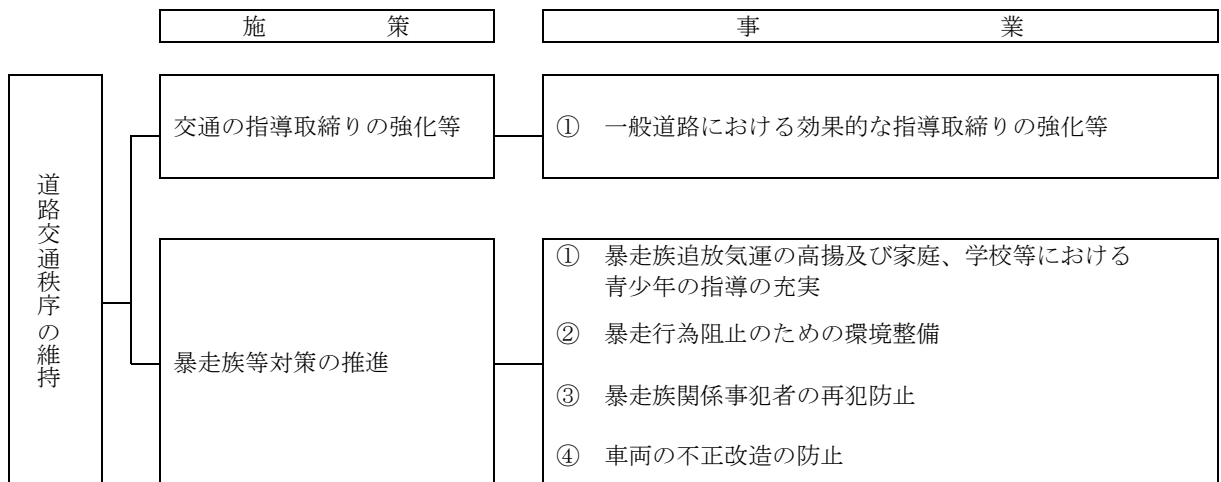 施策
事業
道路交通秩序の維持
交通の指導取締りの強化等
① 一般道路における効果的な指導取締りの強化等
暴走族等対策の推進
① 暴走族追放気運の高揚及び家庭、学校等における
青少年の指導の充実
② 暴走行為阻止のための環境整備
③ 暴走族関係事犯者の再犯防止
④ 車両の不正改造の防止